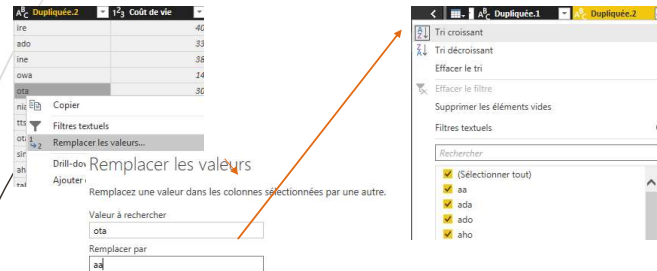 Dupliquée.2 Coût de vie
ire 40
ado 33
ine 38
owa 14
ota 30
Copier
tts
Filtres textuels
Remplacer les valeurs...
sir
Ajouter
Remplacer les valeurs
Remplacez une valeur dans les colonnes sélectionnées par une autre.
Valeur à rechercher
ota
Remplacer par
aa
Dupliquée.1 Dupliquée.2
Tri croissant
Tri décroissant
Effacer le tri
Effacer le filtre
Supprimer les éléments vides
Filtres textuels
Rechercher
(Sélectionner tout)
aa
ada
ado
aho